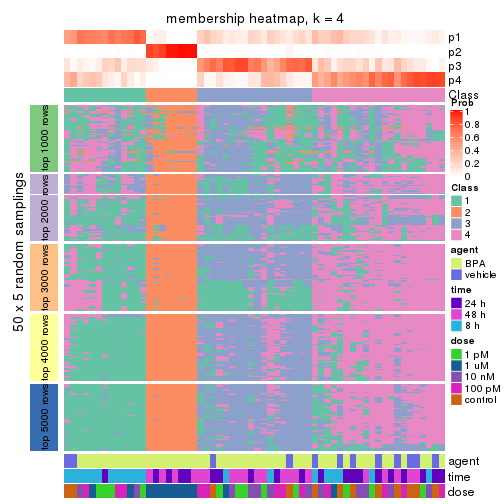 membership heatmap, k = 4
p1
p2
p3
p4
Class
50 x 5 random samplings
top 1000 rows
top 2000 rows
top 3000 rows
top 4000 rows
top 5000 rows
agent
time
dose
Prob
1
0.8
0.6
0.4
0.2
0
Class
1
2
3
4
agent
BPA
vehicle
time
24 h
48 h
8 h
dose
1 pM
1 uM
10 nM
100 pM
control